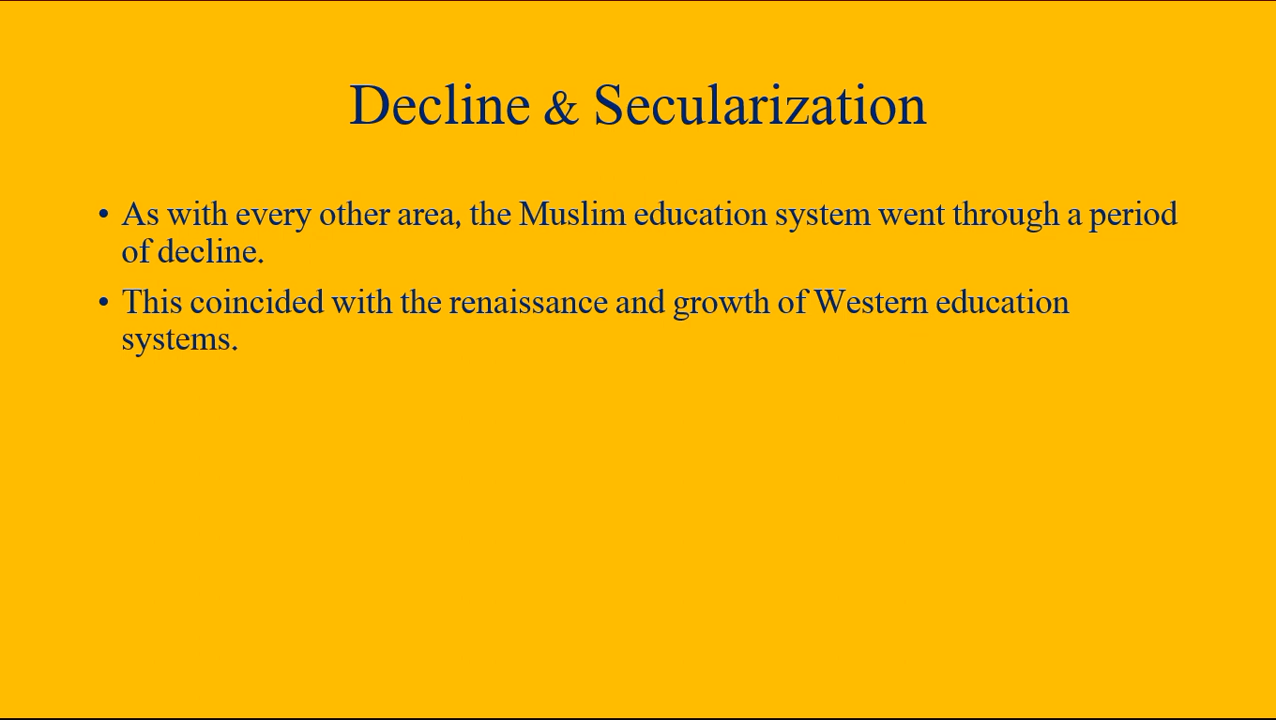 Decline & Secularization
• As with every other area, the Muslim education system went through a period
of decline.
• This coincided with the renaissance and growth of Western education
systems.